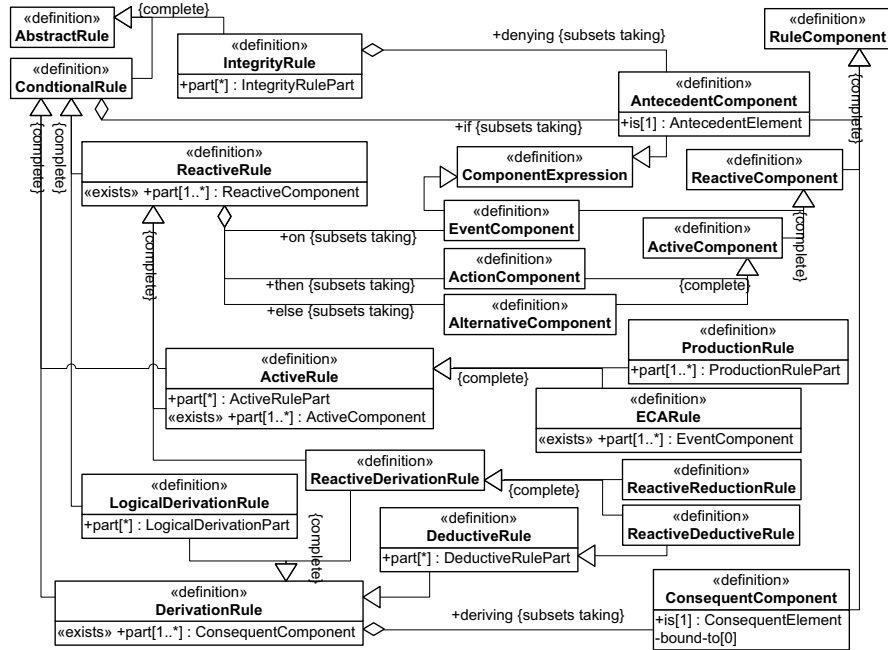 «definition»
AbstractRule
{complete}
«definition»
IntegrityRule
+part[*] : IntegrityRulePart
+denying {subsets taking}
«definition»
RuleComponent
{complete}
«definition»
CondtionalRule
{complete}
{complete}
«definition»
AntecedentComponent
+is[1] : AntecedentElement
+if {subsets taking}
«definition»
ReactiveRule
«exists» +part[1..*] : ReactiveComponent
{complete}
«definition»
ComponentExpression
«definition»
ReactiveComponent
{complete}
+on {subsets taking}
«definition»
EventComponent
«definition»
ActiveComponent
+then {subsets taking}
«definition»
ActionComponent
{complete}
+else {subsets taking}
«definition»
AlternativeComponent
«definition»
ActiveRule
+part[*] : ActiveRulePart
«exists» +part[1..*] : ActiveComponent
{complete}
«definition»
ProductionRule
+part[1..*] : ProductionRulePart
«definition»
ECARule
«exists» +part[1..*] : EventComponent
«definition»
ReactiveDerivationRule
{complete}
«definition»
ReactiveReductionRule
«definition»
LogicalDerivationRule
+part[*] : LogicalDerivationPart
{complete}
«definition»
DeductiveRule
+part[*] : DeductiveRulePart
«definition»
ReactiveDeductiveRule
«definition»
DerivationRule
«exists» +part[1..*] : ConsequentComponent
+deriving {subsets taking}
«definition»
ConsequentComponent
+is[1] : ConsequentElement
-bound-to[0]